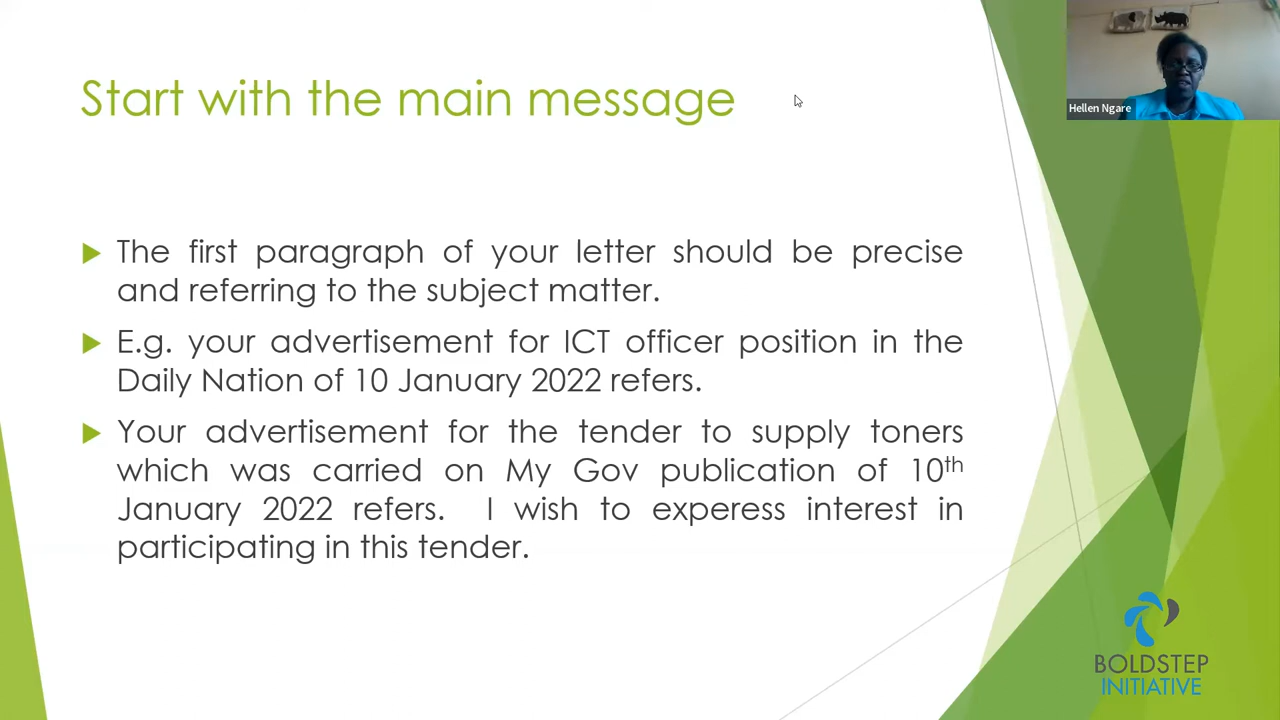 Start with the main message
Hellen Ngare
The first paragraph of your letter should be precise
and referring to the subject matter.
E.g. your advertisement for ICT officer position in the
Daily Nation of 10 January 2022 refers.
Your advertisement for the tender to supply toners
which was carried on My Gov publication of 10th
January 2022 refers.  I wish to experess interest in
participating in this tender.
BOLDSTEP
INITIATIVE